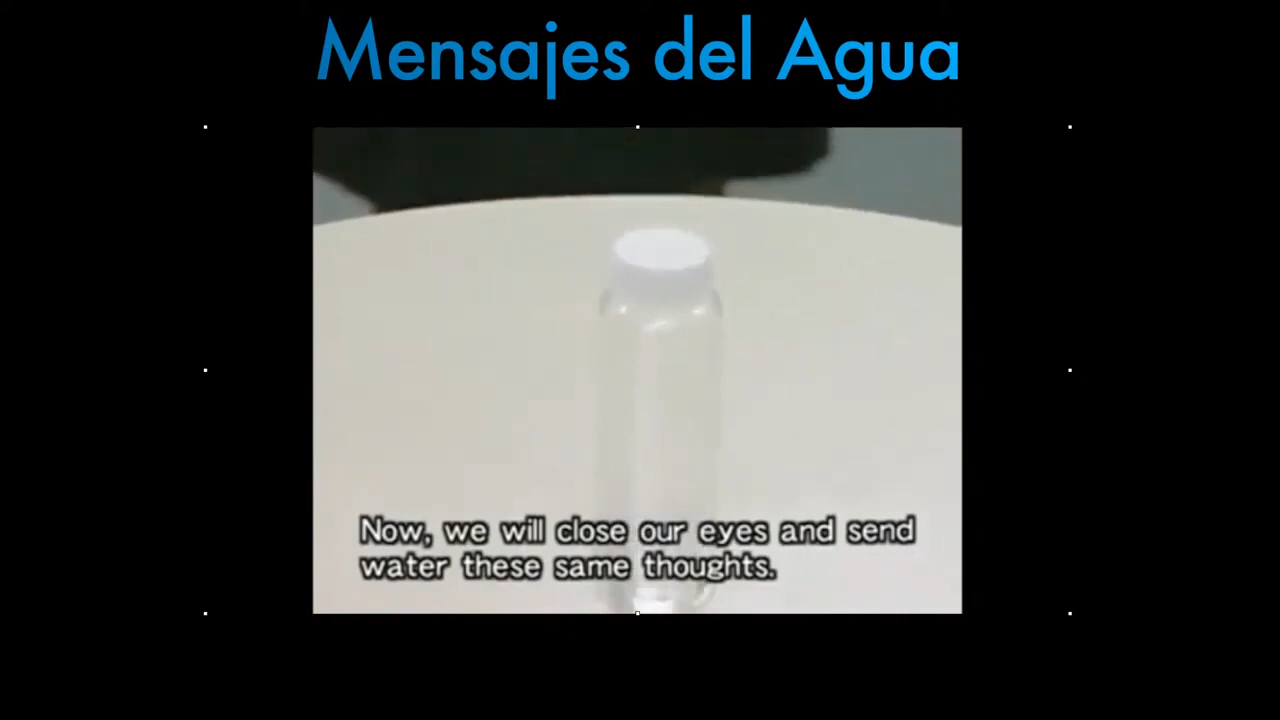 Mensajes del Agua
Now, we will close our eyes and send
water these same thoughts.